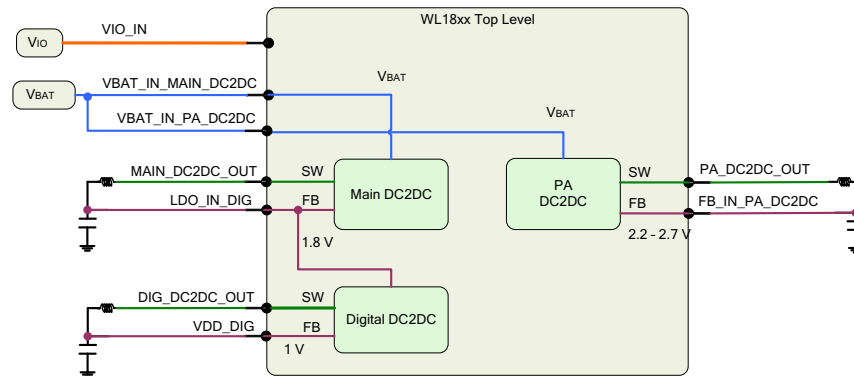 WL18xx Top Level
VIO
VIO_IN
VBAT
VBAT_IN_MAIN_DC2DC
VBAT
VBAT_IN_PA_DC2DC
VBAT
MAIN_DC2DC_OUT
SW
Main DC2DC
LDO_IN_DIG
FB
1.8 V
PA
DC2DC
SW
PA_DC2DC_OUT
FB
FB_IN_PA_DC2DC
2.2 – 2.7 V
DIG_DC2DC_OUT
SW
Digital DC2DC
VDD_DIG
FB
1 V